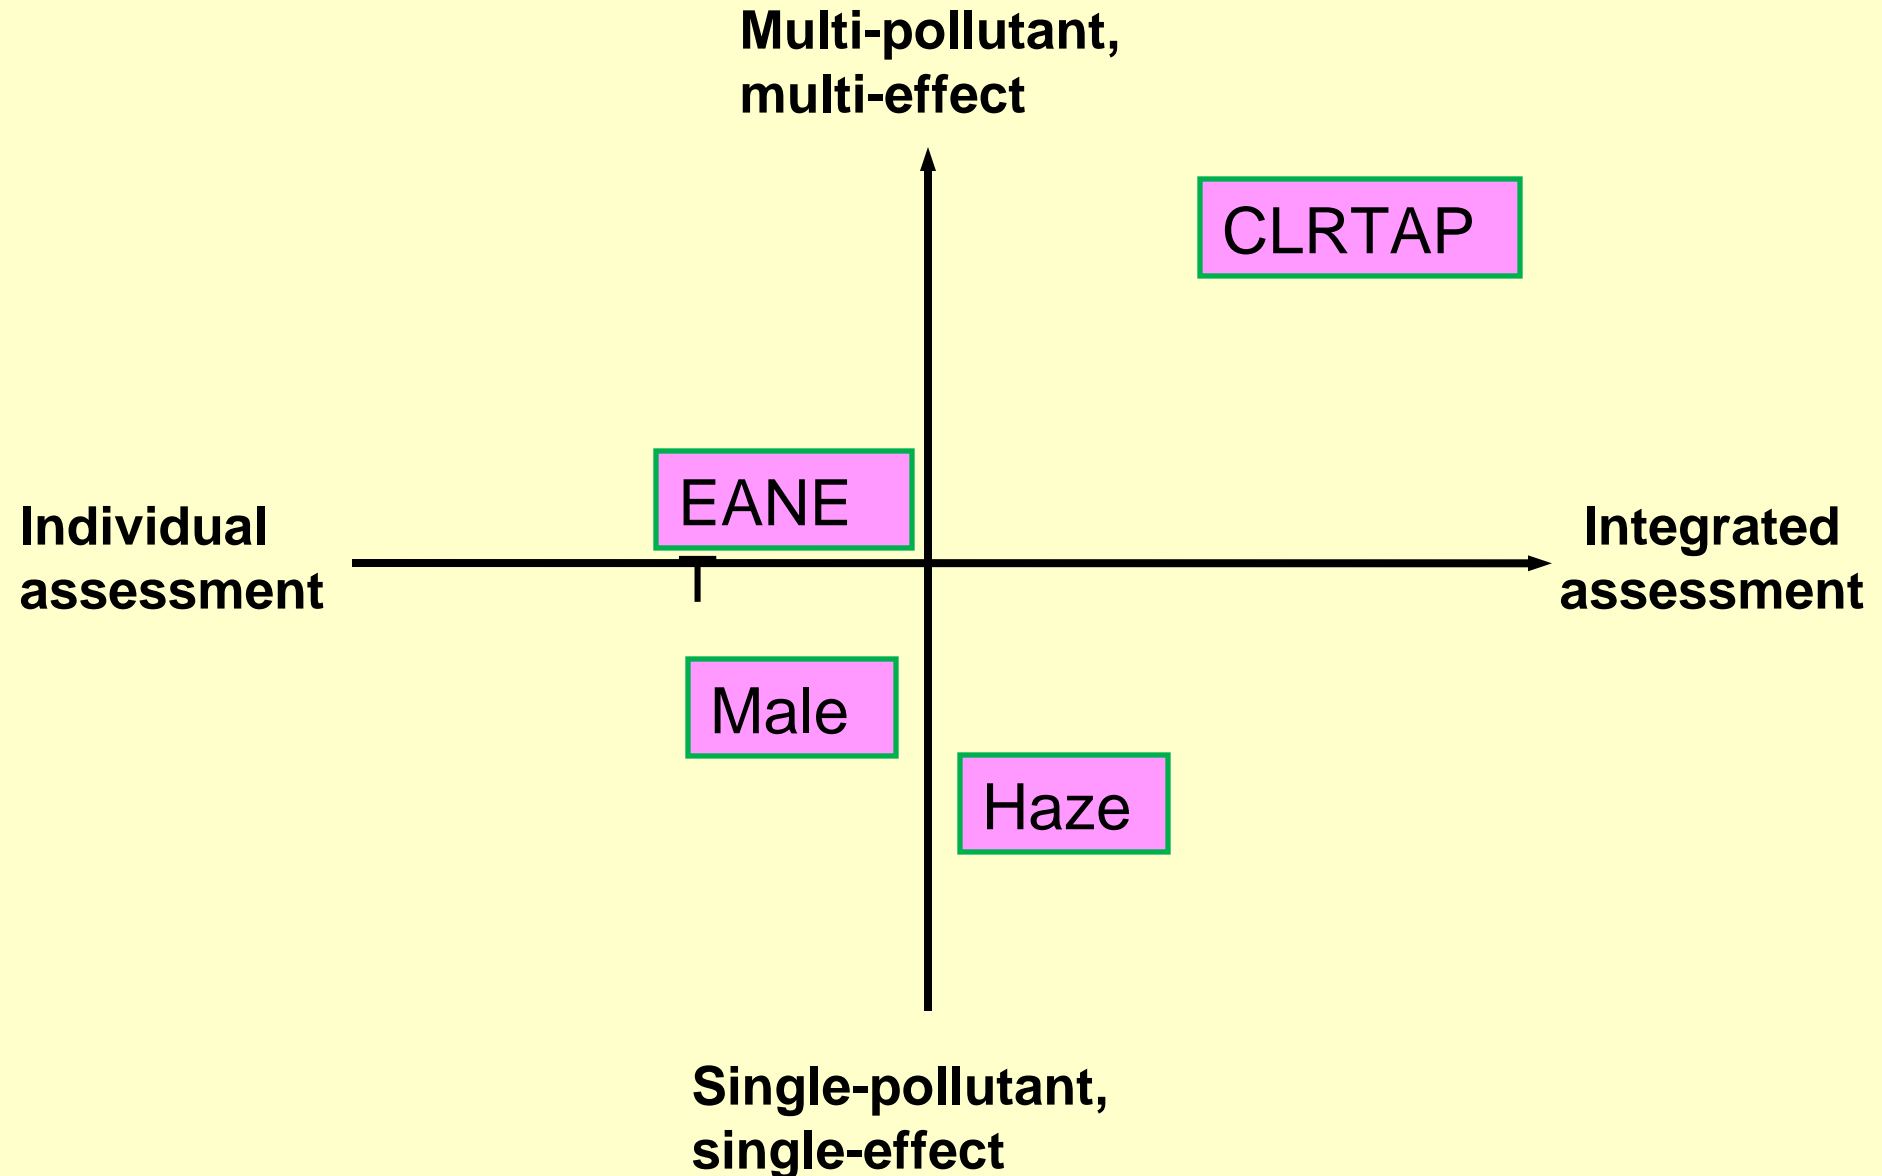 Multi-pollutant,
multi-effect
CLRTAP
EANE
T
Individual
assessment
Integrated
assessment
Male
Haze
Single-pollutant,
single-effect